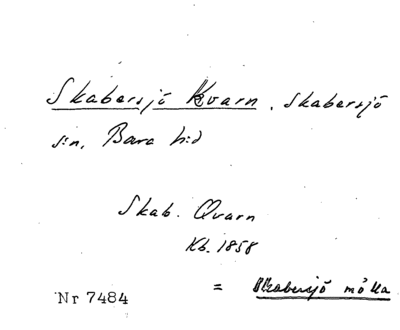 Skabersjö Kvarn, Skabersjö
s:n, Bara h:d
Skab. Qvarn
Kb. 1858
= Skabersjö mölla
Nr 7484